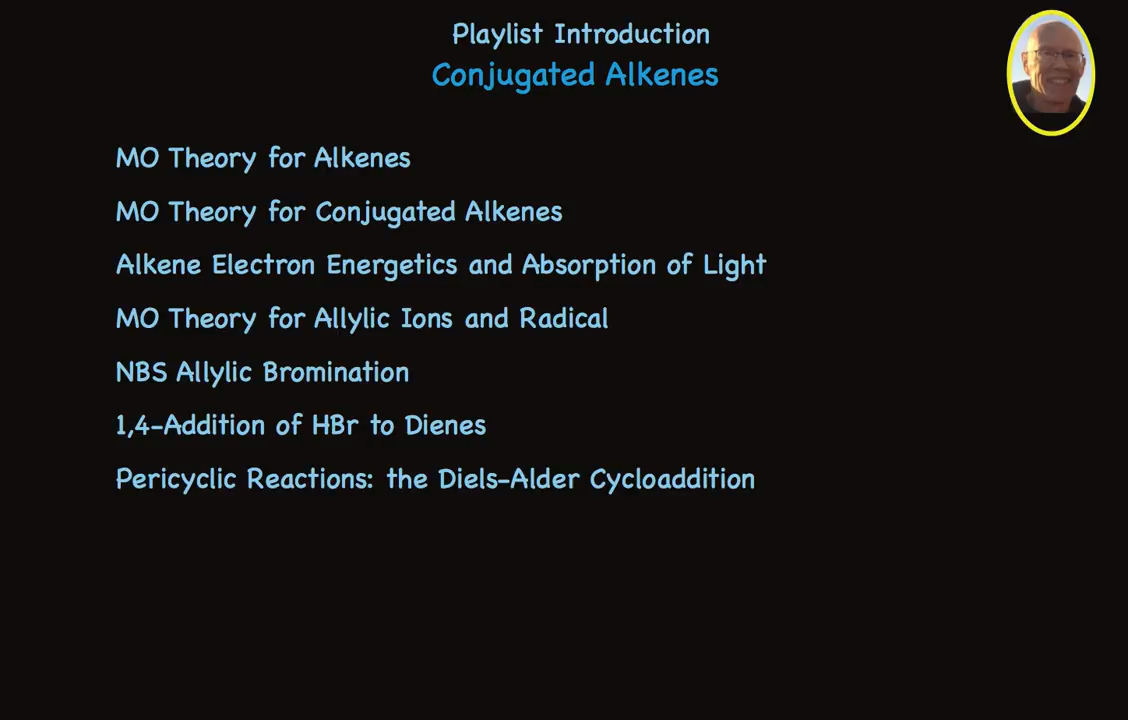 Playlist Introduction
Conjugated Alkenes
MO Theory for Alkenes
MO Theory for Conjugated Alkenes
Alkene Electron Energetics and Absorption of Light
MO Theory for Allylic Ions and Radical
NBS Allylic Bromination
1,4-Addition of HBr to Dienes
Pericyclic Reactions: the Diels-Alder Cycloaddition